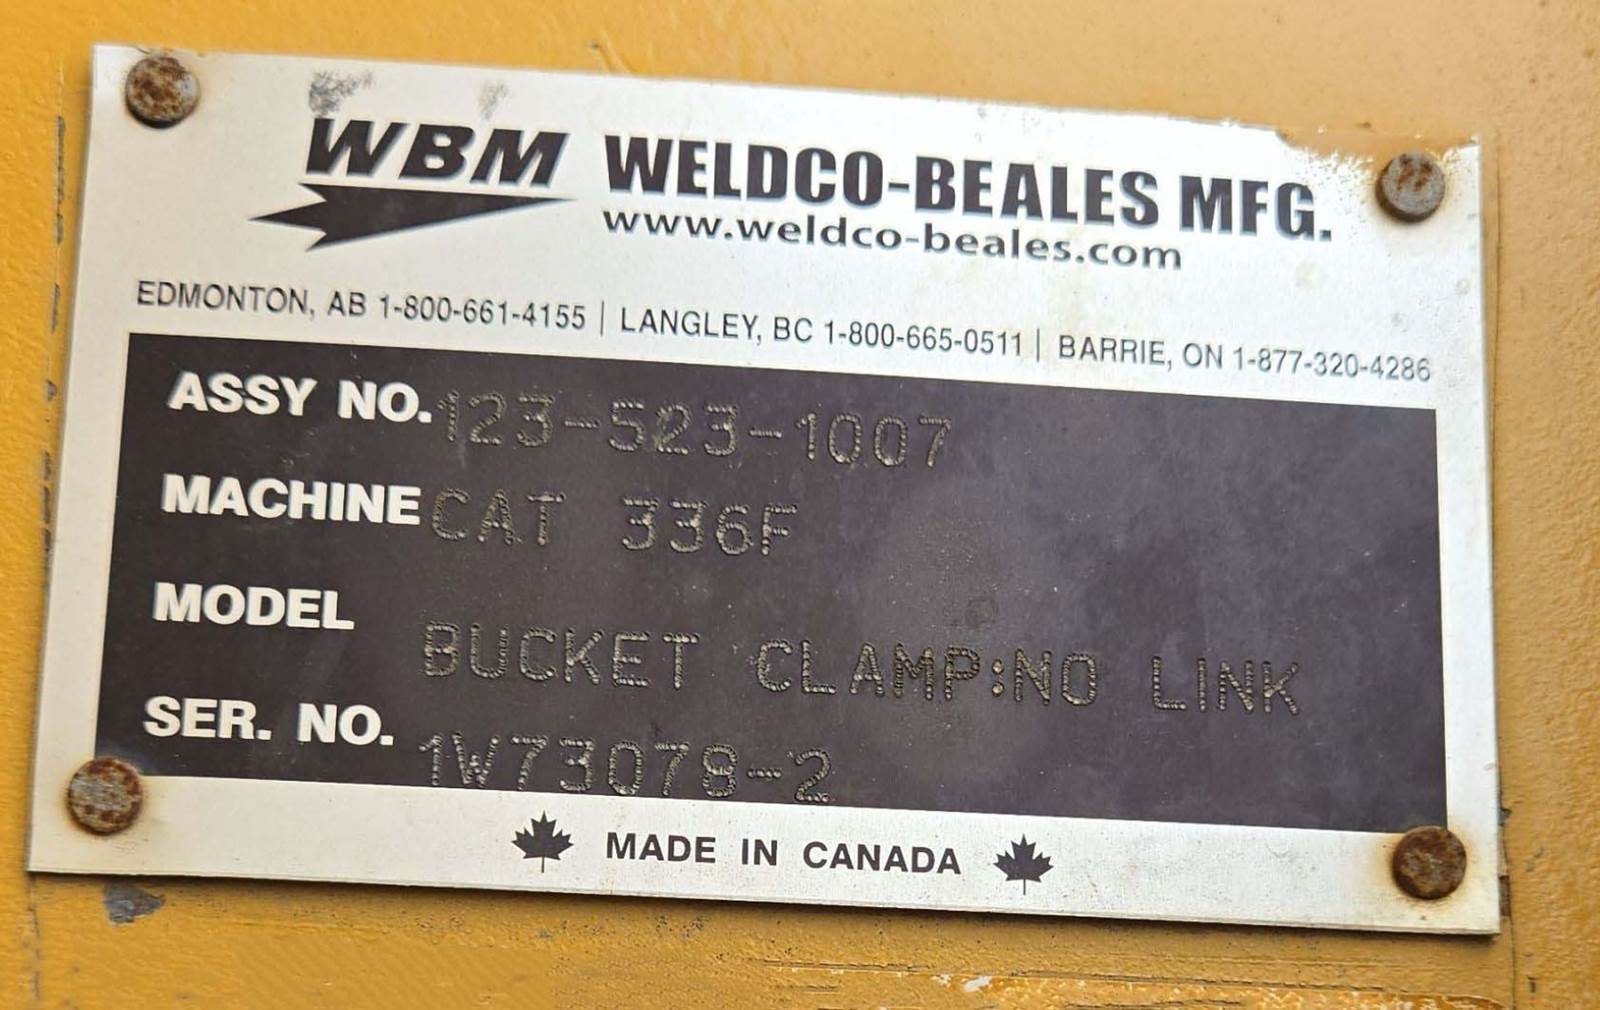 WBM WELDCO-BEALES MFG.
www.weldco-beales.com
EDMONTON, AB 1-800-661-4155 | LANGLEY, BC 1-800-665-0511 | BARRIE, ON 1-877-320-4286
ASSY NO. 123-523-1007
MACHINE CAT 336F
MODEL BUCKET CLAMP:NO LINK
SER. NO. 1W73078-2
MADE IN CANADA